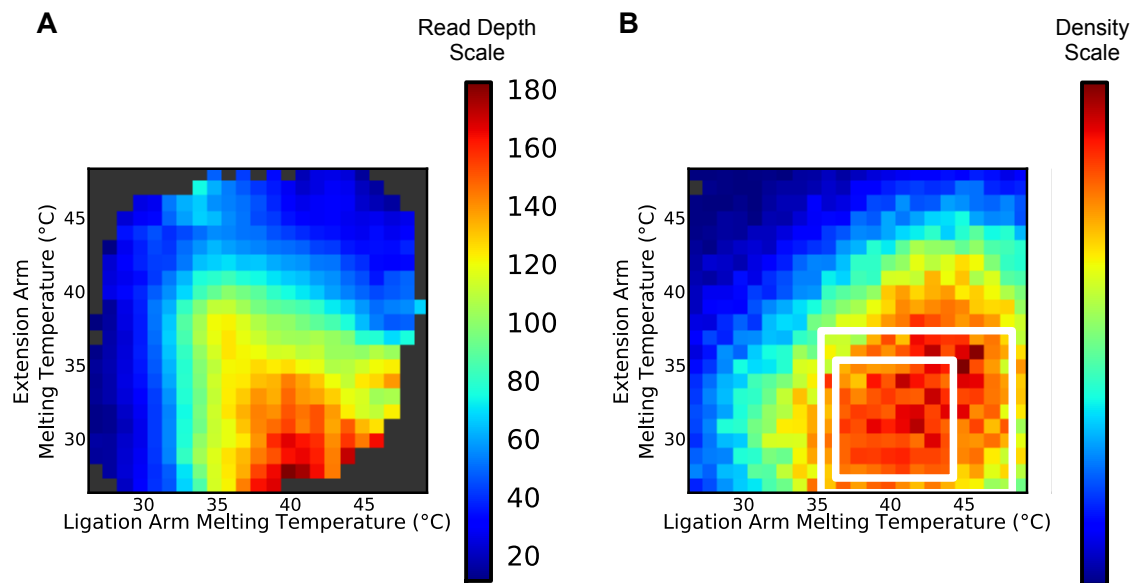 A
Read Depth
Scale
180
160
140
120
100
80
60
40
20
Extension Arm
Melting Temperature (°C)
45
40
35
30
30 35 40 45
Ligation Arm Melting Temperature (°C)
B
Density
Scale
Extension Arm
Melting Temperature (°C)
45
40
35
30
30 35 40 45
Ligation Arm Melting Temperature (°C)